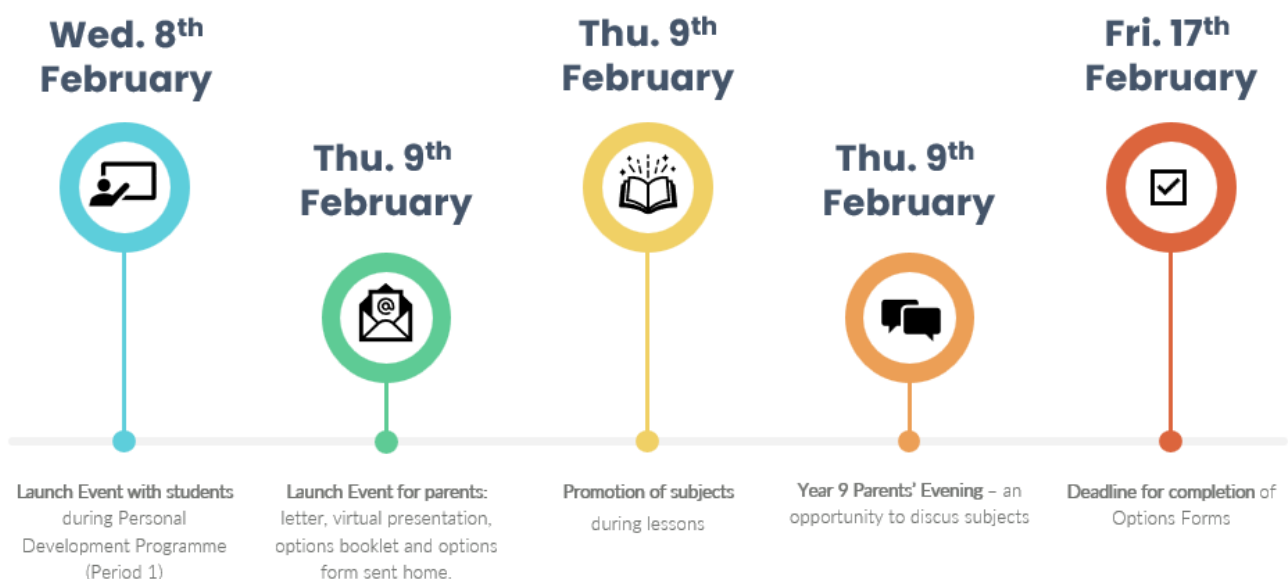 Wed. 8th
February
Thu. 9th
February
Thu. 9th
February
Thu. 9th
February
Fri. 17th
February
@
Launch Event with students
during Personal
Development Programme
(Period 1)
Launch Event for parents:
letter, virtual presentation,
options booklet and options
form sent home.
Promotion of subjects
during lessons
Year 9 Parents’ Evening – an
opportunity to discus subjects
Deadline for completion of
Options Forms